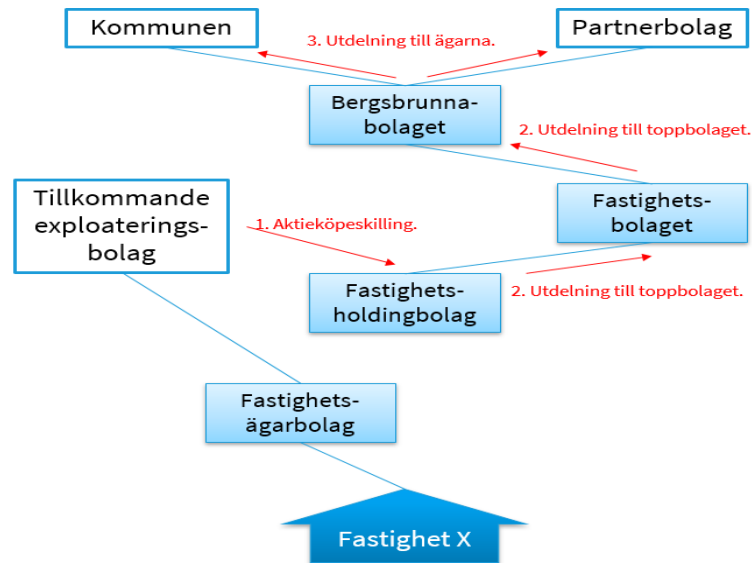 Kommunen
Partnerbolag
3. Utdelning till ägarna.
Bergsbrunna-
bolaget
2. Utdelning till toppbolaget.
Tillkommande
exploaterings-
bolag
Fastighets-
bolaget
1. Aktieköpeskilling.
Fastighets-
holdingbolag
2. Utdelning till toppbolaget.
Fastighets-
ägarbolag
Fastighet X